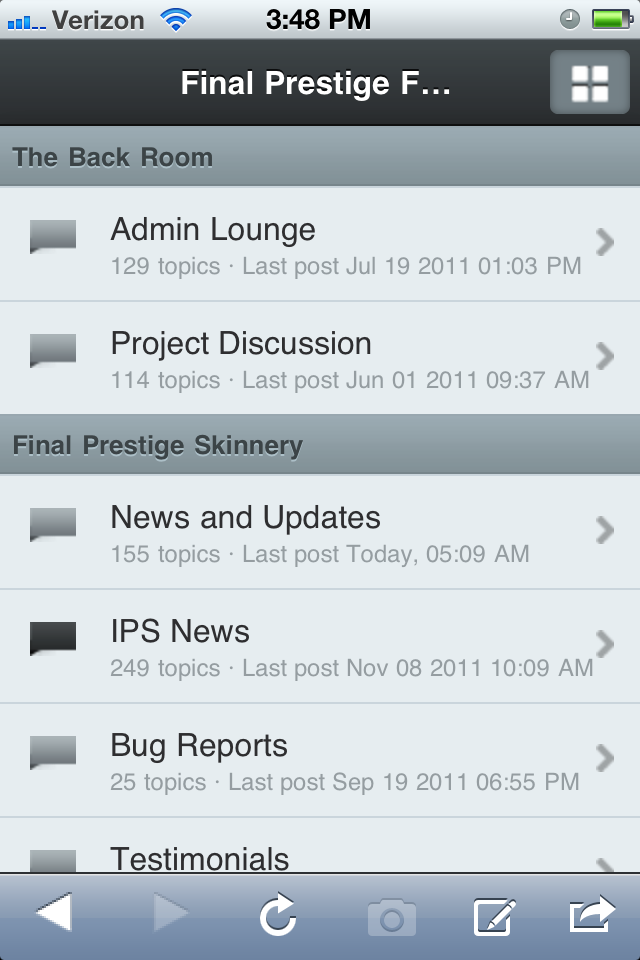 Verizon 3:48 PM
Final Prestige F...
The Back Room
Admin Lounge
129 topics · Last post Jul 19 2011 01:03 PM
Project Discussion
114 topics · Last post Jun 01 2011 09:37 AM
Final Prestige Skinnery
News and Updates
155 topics · Last post Today, 05:09 AM
IPS News
249 topics · Last post Nov 08 2011 10:09 AM
Bug Reports
25 topics · Last post Sep 19 2011 06:55 PM
Testimonials